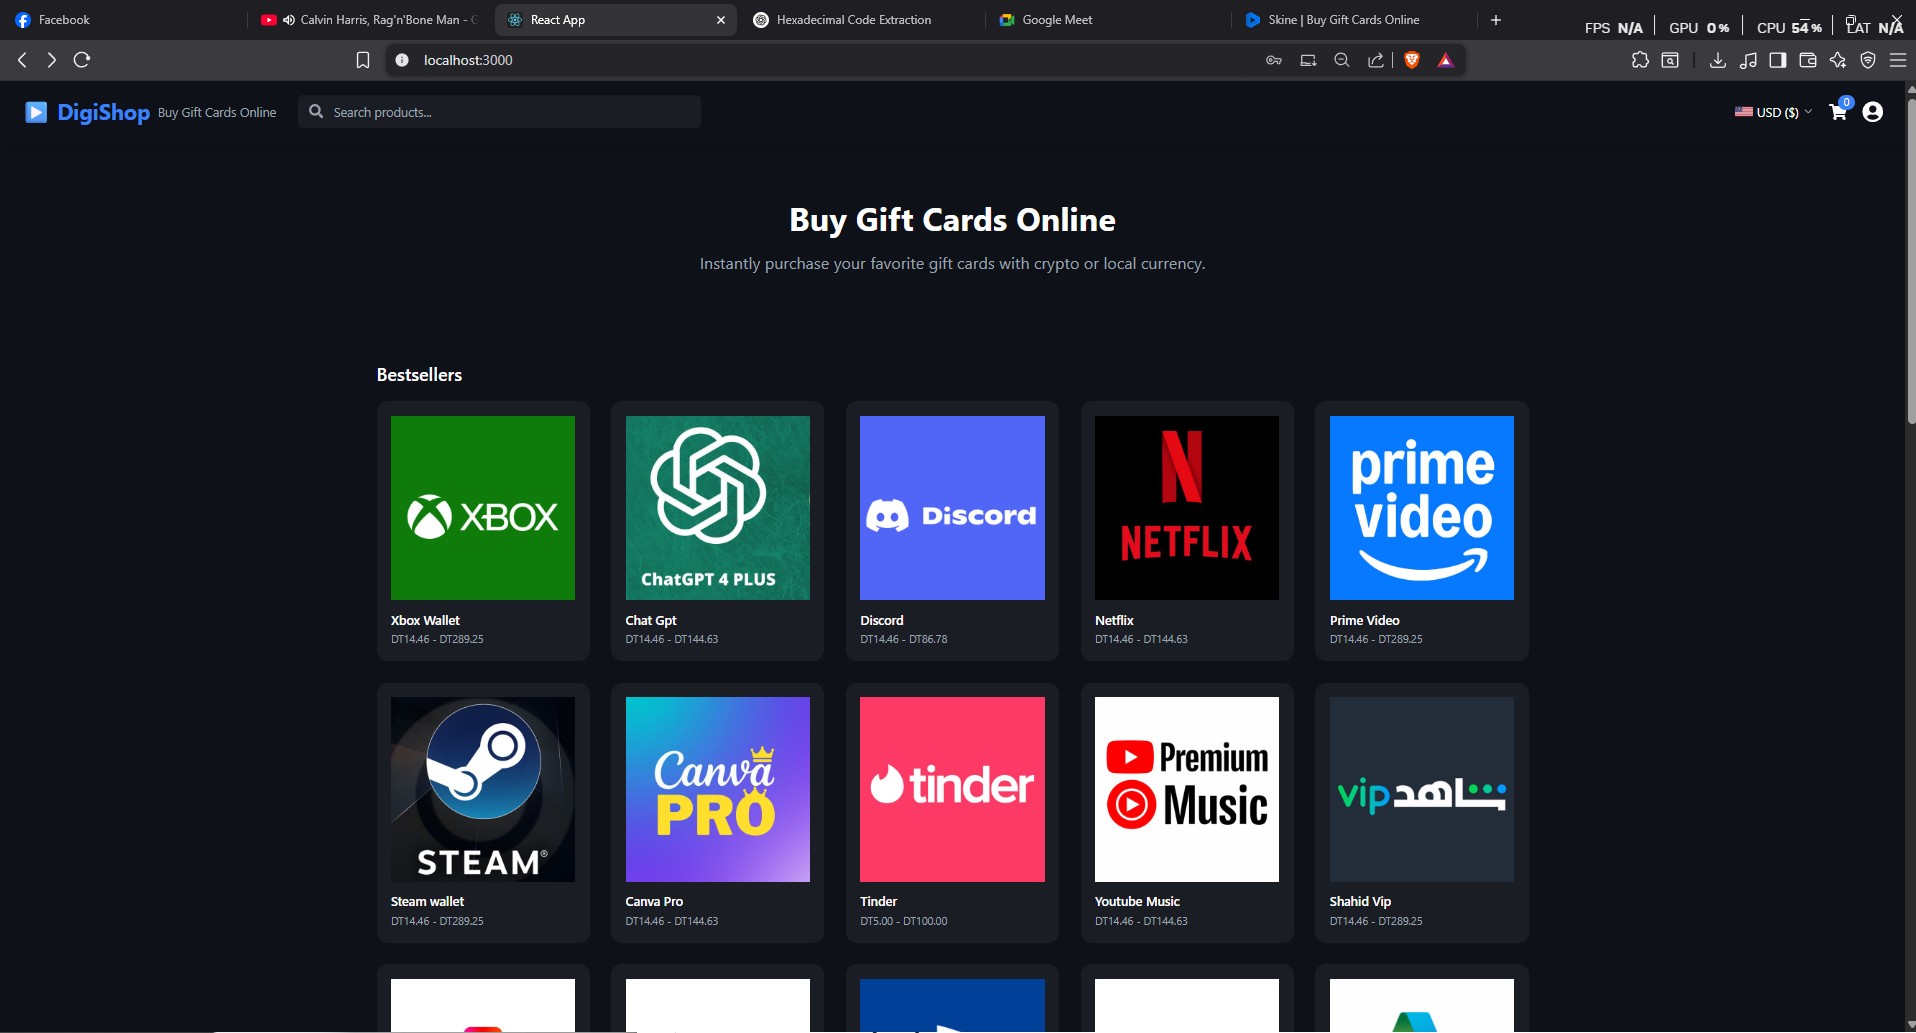 Facebook
Calvin Harris, Rag'n'Bone Man - G
React App
Hexadecimal Code Extraction
Google Meet
Skine | Buy Gift Cards Online
FPS N/A
GPU 0 %
CPU 54 %
LAT N/A
localhost:3000
DigiShop
Buy Gift Cards Online
Search products...
USD ($)
0
Buy Gift Cards Online
Instantly purchase your favorite gift cards with crypto or local currency.
Bestsellers
XBOX
ChatGPT 4 PLUS
Discord
N
NETFLIX
prime
video
Xbox Wallet
Chat Gpt
Discord
Netflix
Prime Video
DT14.46 - DT289.25
DT14.46 - DT144.63
DT14.46 - DT86.78
DT14.46 - DT144.63
DT14.46 - DT289.25
STEAM®
Canva
PRO
tinder
Premium
Music
vip شاهد
Steam wallet
Canva Pro
Tinder
Youtube Music
Shahid Vip
DT14.46 - DT289.25
DT14.46 - DT144.63
DT5.00 - DT100.00
DT14.46 - DT144.63
DT14.46 - DT289.25